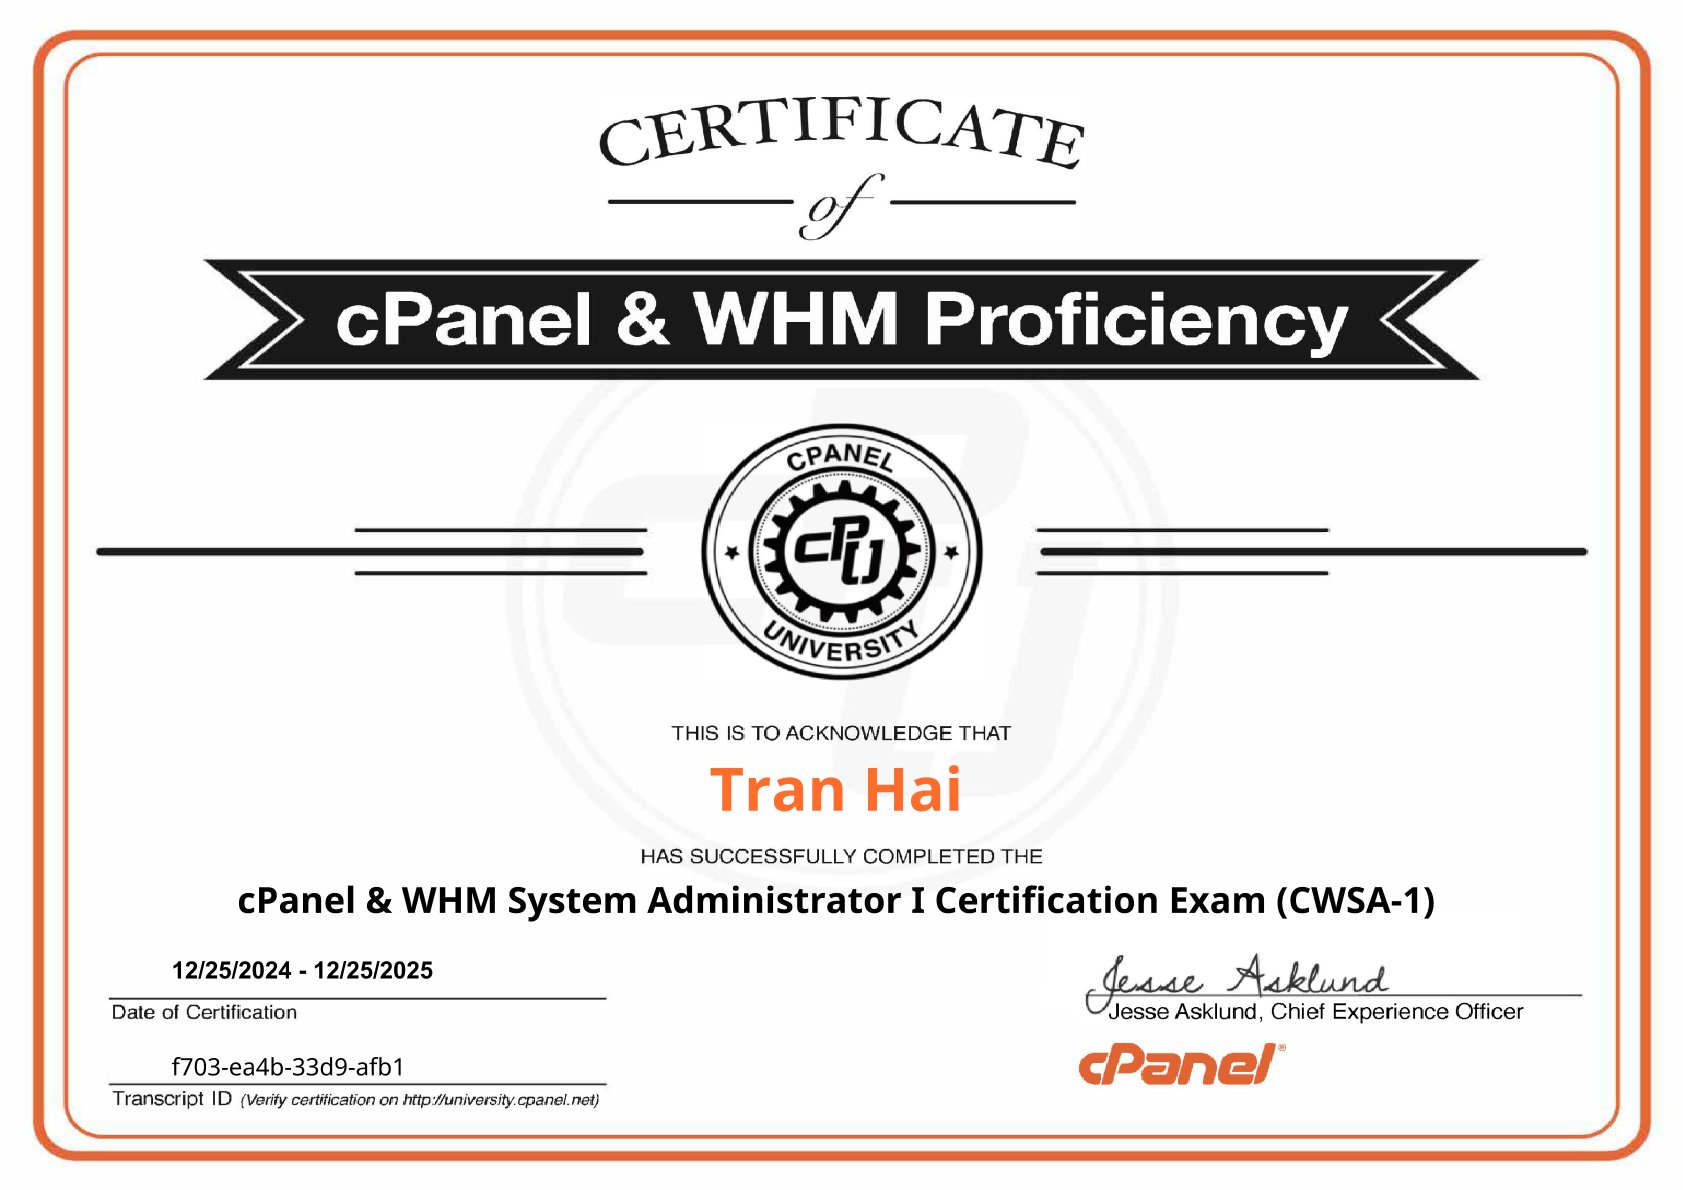 CERTIFICATE
of
cPanel & WHM Proficiency
CPANEL
CPU
UNIVERSITY
THIS IS TO ACKNOWLEDGE THAT
Tran Hai
HAS SUCCESSFULLY COMPLETED THE
cPanel & WHM System Administrator I Certification Exam (CWSA-1)
12/25/2024 - 12/25/2025
Date of Certification
f703-ea4b-33d9-afb1
Transcript ID (Verify certification on http://university.cpanel.net)
Jesse Asklund
Jesse Asklund, Chief Experience Officer
cPanel®